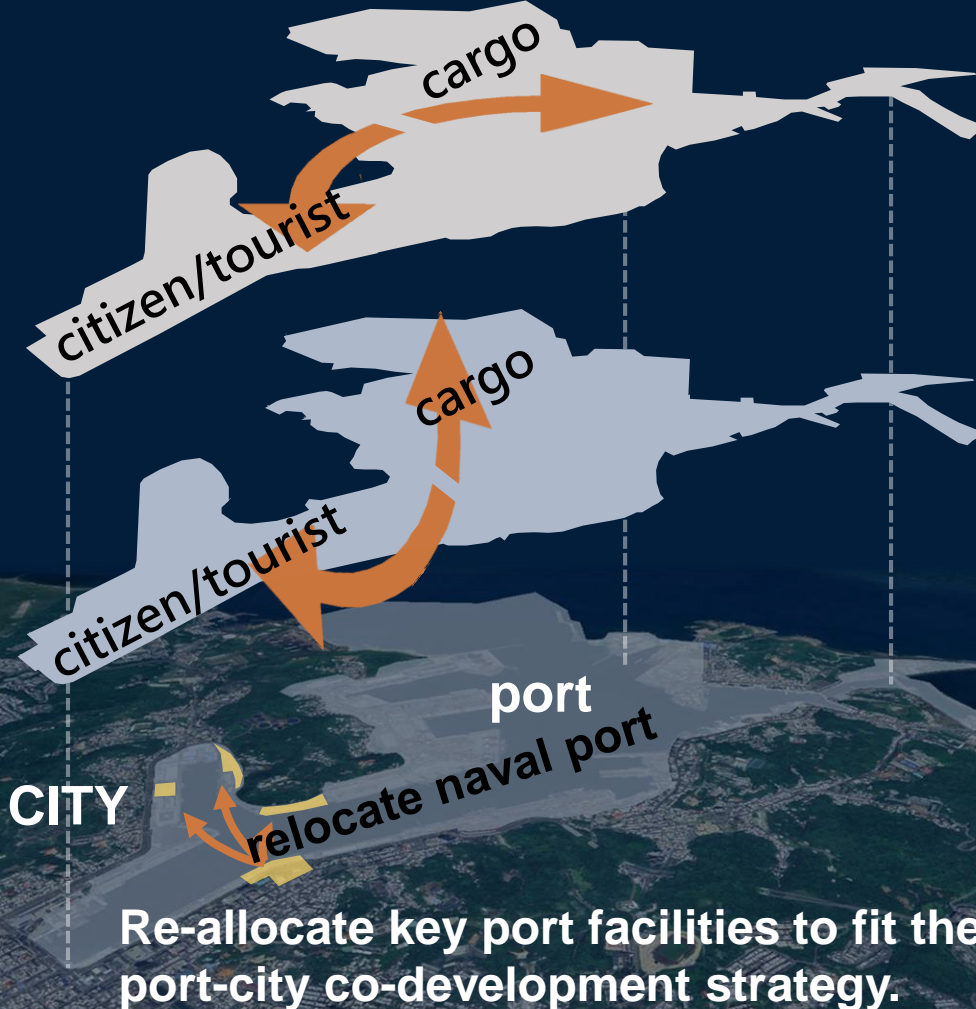 cargo
citizen/tourist
cargo
citizen/tourist
port
relocate naval port
CITY
Re-allocate key port facilities to fit the
port-city co-development strategy.